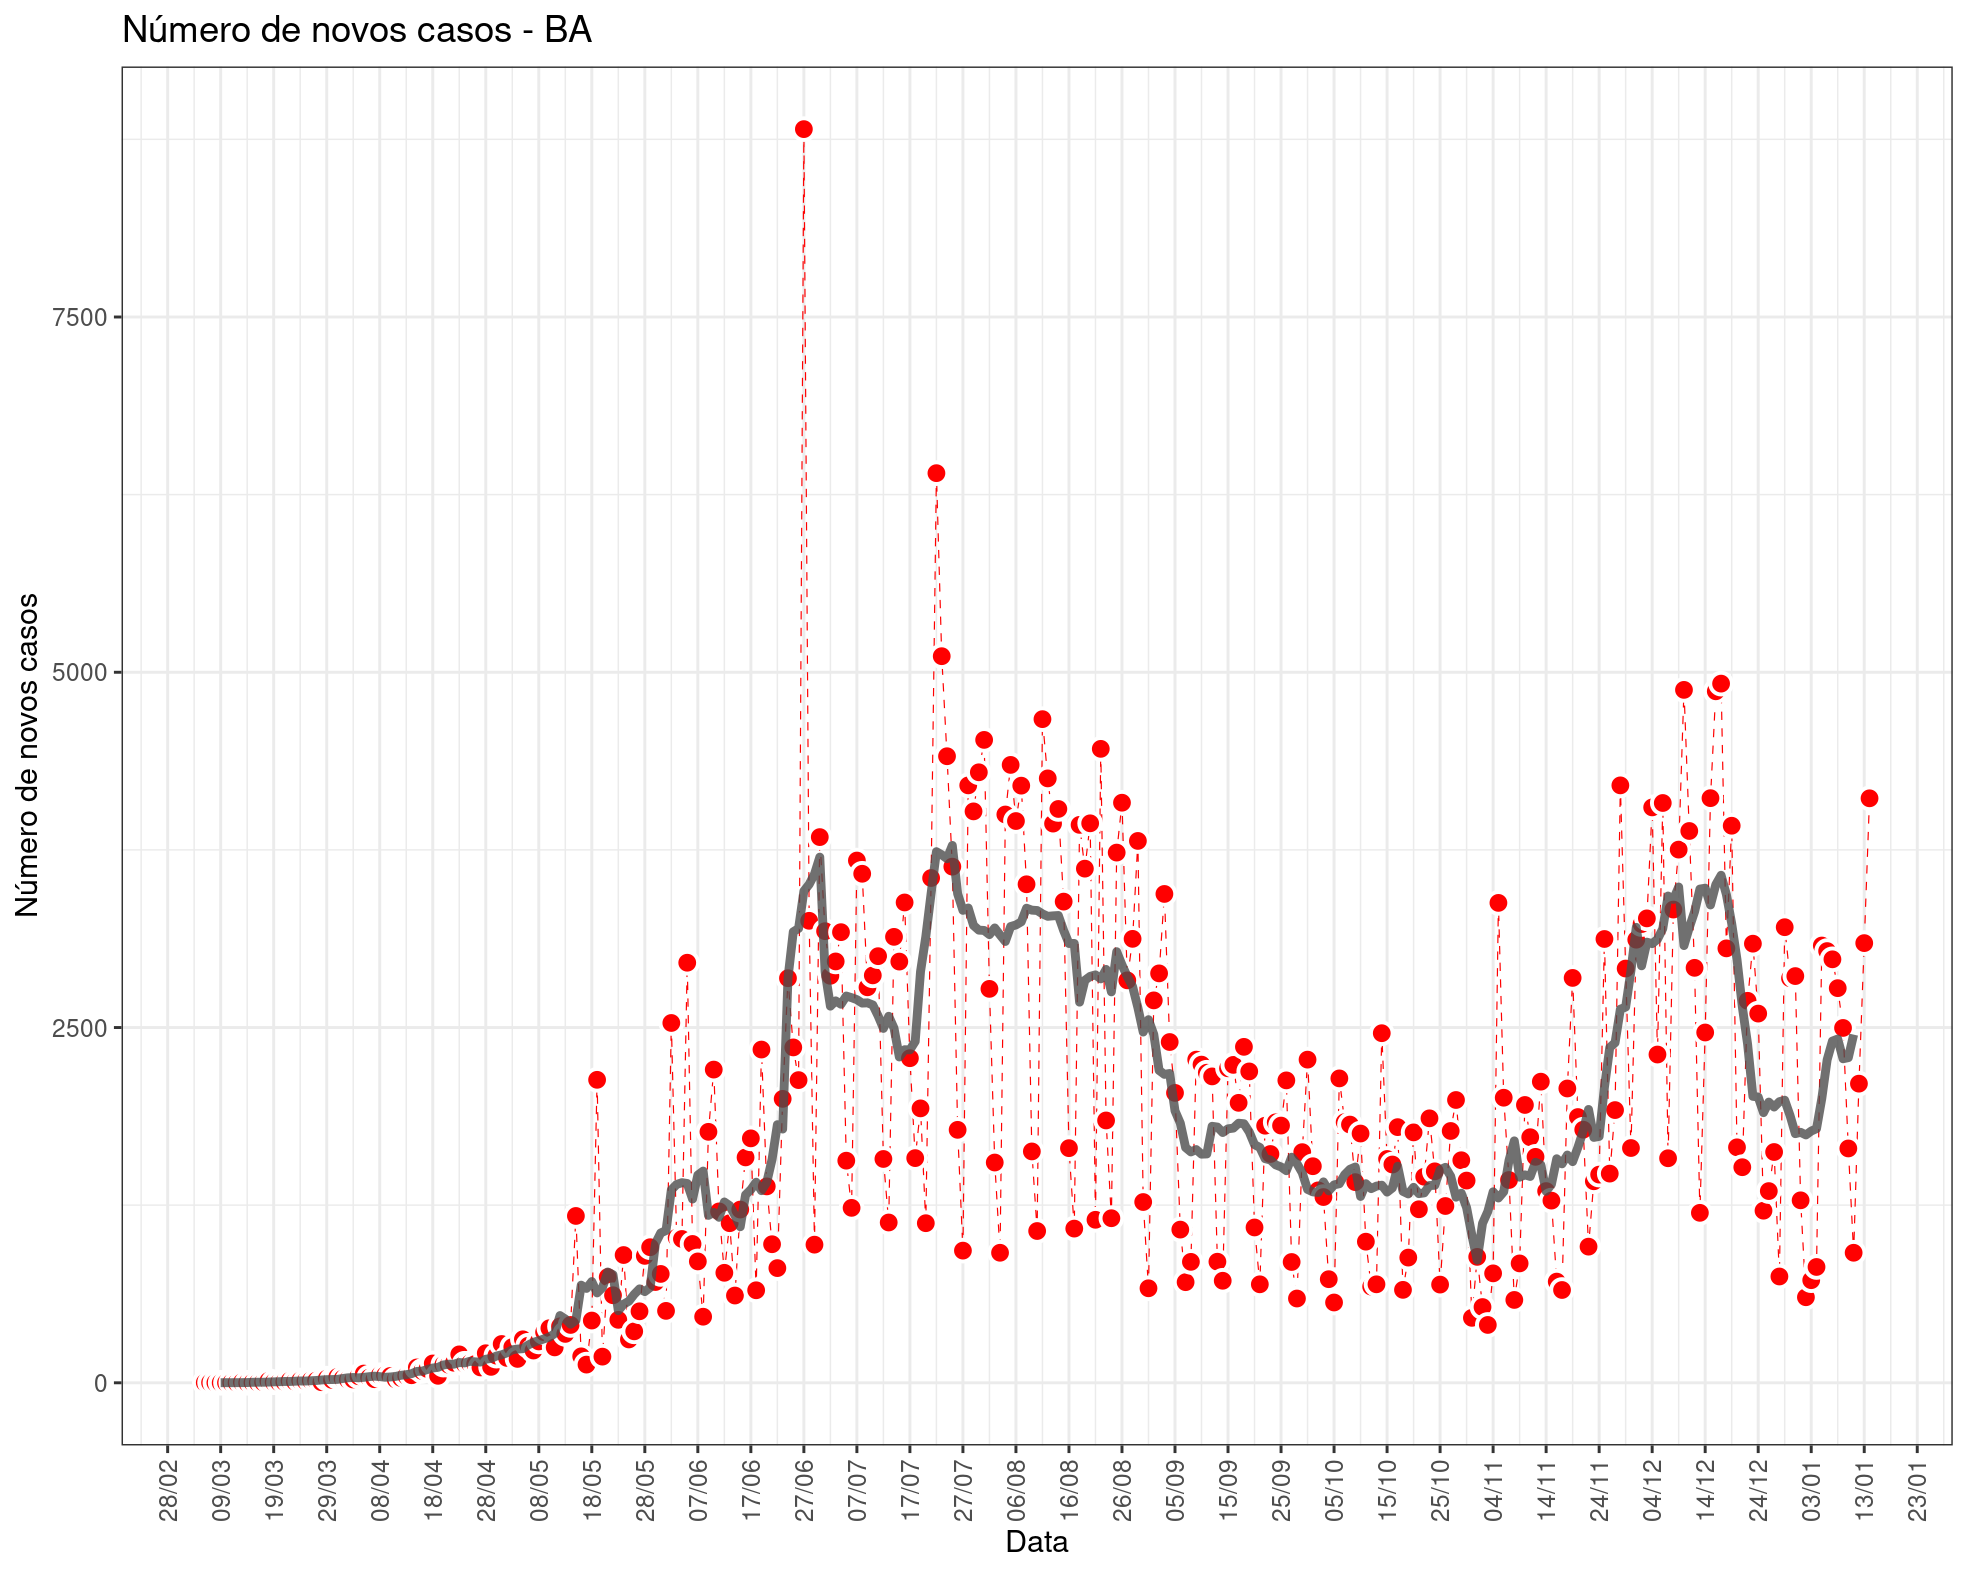 Número de novos casos - BA
Número de novos casos
7500
5000
2500
0
28/02 09/03 19/03 29/03 08/04 18/04 28/04 08/05 18/05 28/05 07/06 17/06 27/06 07/07 17/07 27/07 06/08 16/08 26/08 05/09 15/09 25/09 05/10 15/10 25/10 04/11 14/11 24/11 04/12 14/12 24/12 03/01 13/01 23/01
Data